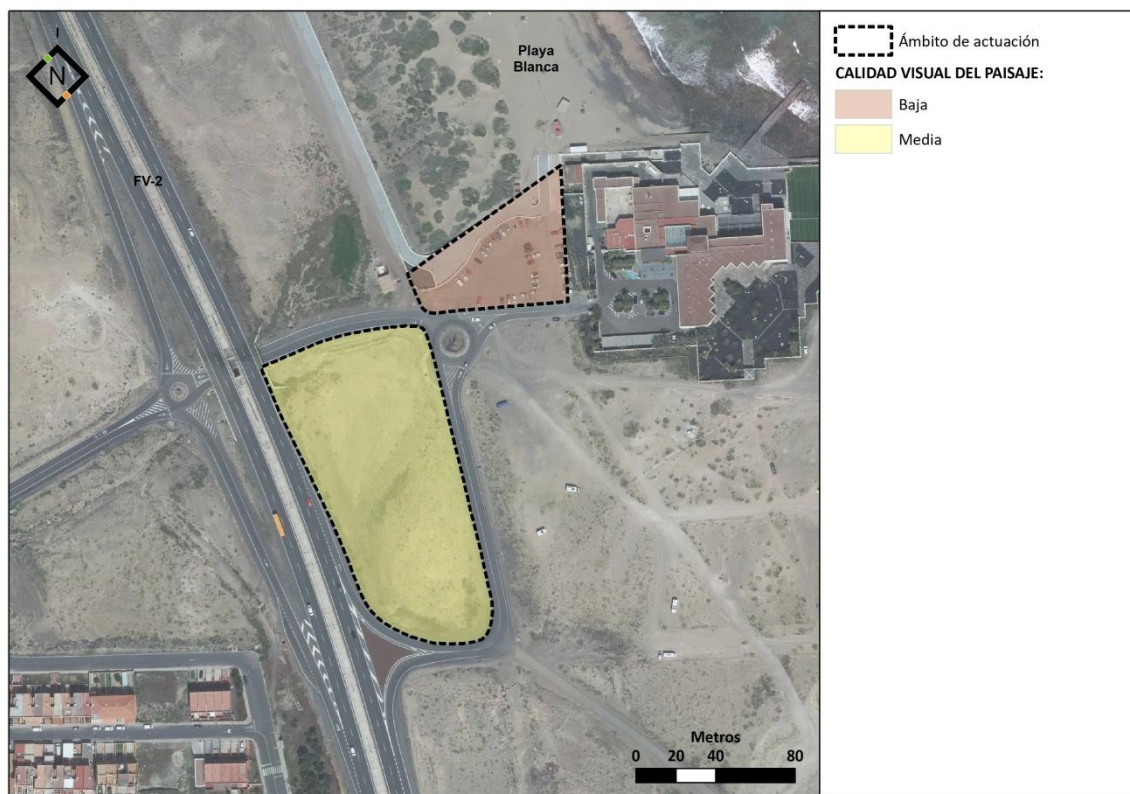 N
Playa
Blanca
FV-2
Metros
0 20 40 80
Ámbito de actuación
CALIDAD VISUAL DEL PAISAJE:
Baja
Media